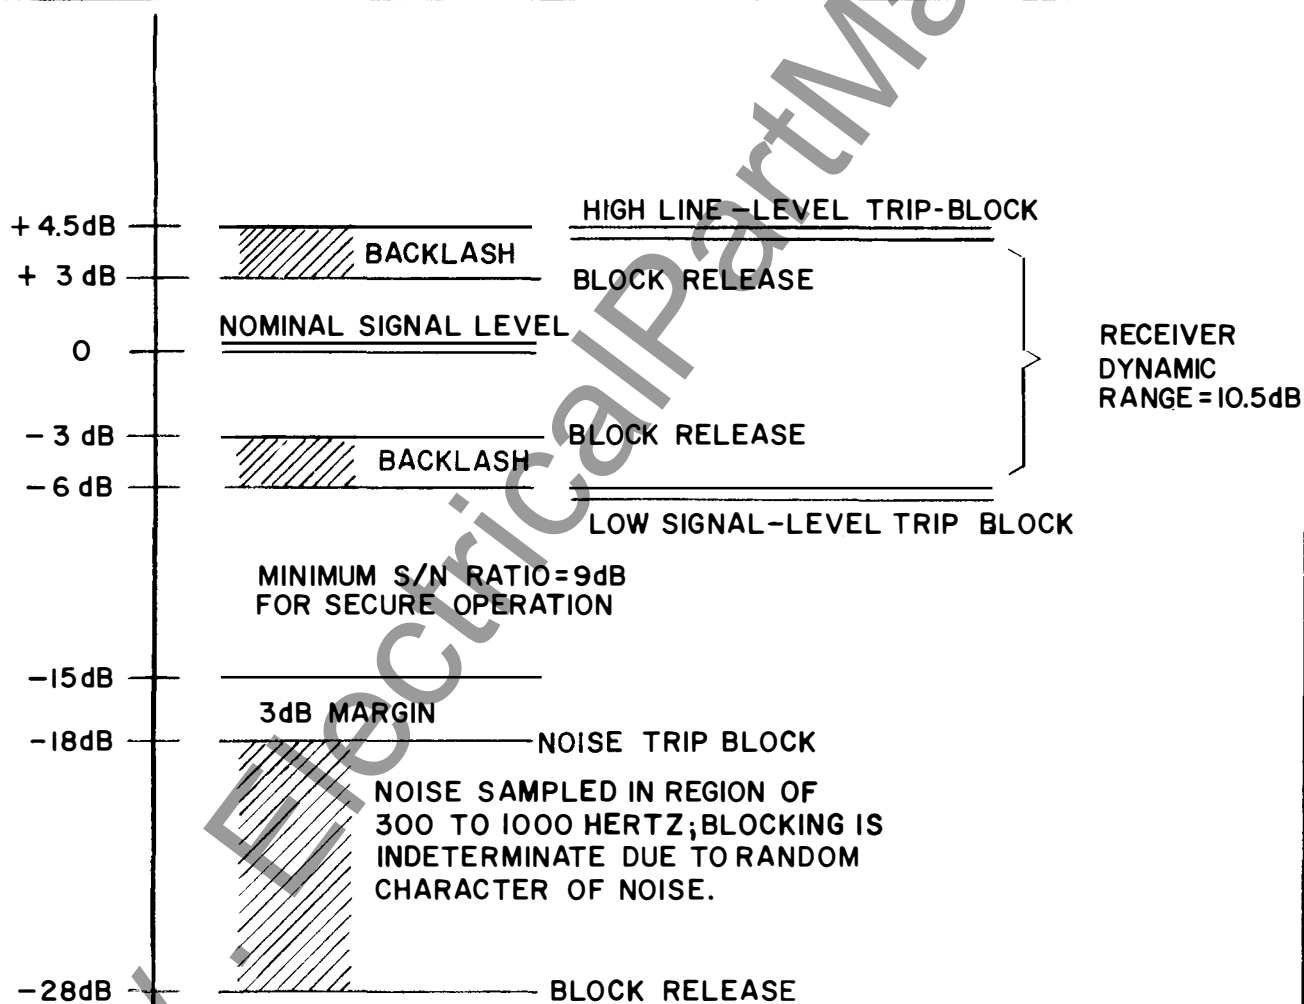 HIGH LINE-LEVEL TRIP-BLOCK
+ 4.5dB
BACKLASH
+ 3 dB
BLOCK RELEASE
NOMINAL SIGNAL LEVEL
0
RECEIVER
DYNAMIC
RANGE=10.5dB
- 3 dB
BLOCK RELEASE
BACKLASH
-6 dB
LOW SIGNAL-LEVEL TRIP BLOCK
MINIMUM S/N RATIO=9dB
FOR SECURE OPERATION
-15dB
3dB MARGIN
-18dB
NOISE TRIP BLOCK
NOISE SAMPLED IN REGION OF
300 TO 1000 HERTZ; BLOCKING IS
INDETERMINATE DUE TO RANDOM
CHARACTER OF NOISE.
-28dB
BLOCK RELEASE
. ElectricalPartMa